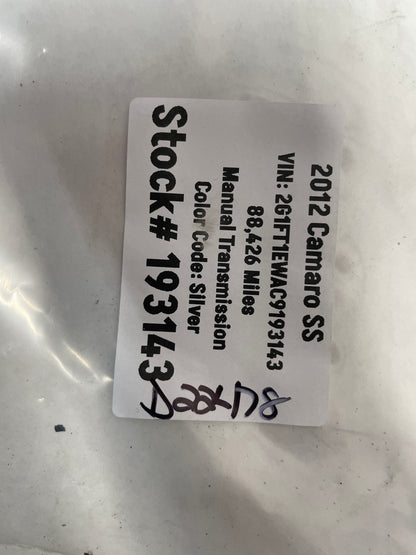 2012 Camaro SS
VIN: 2G1FT1EWAC9193143
88,426 Miles
Manual Transmission
Color Code: Silver
Stock# 193143